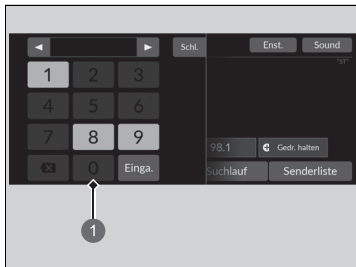 ◄ ► Schl. Enst. Sound
"ST"
1 2 3
4 5 6
7 8 9 98.1 Gedr. halten
0 Einga. Suchlauf Senderliste
1